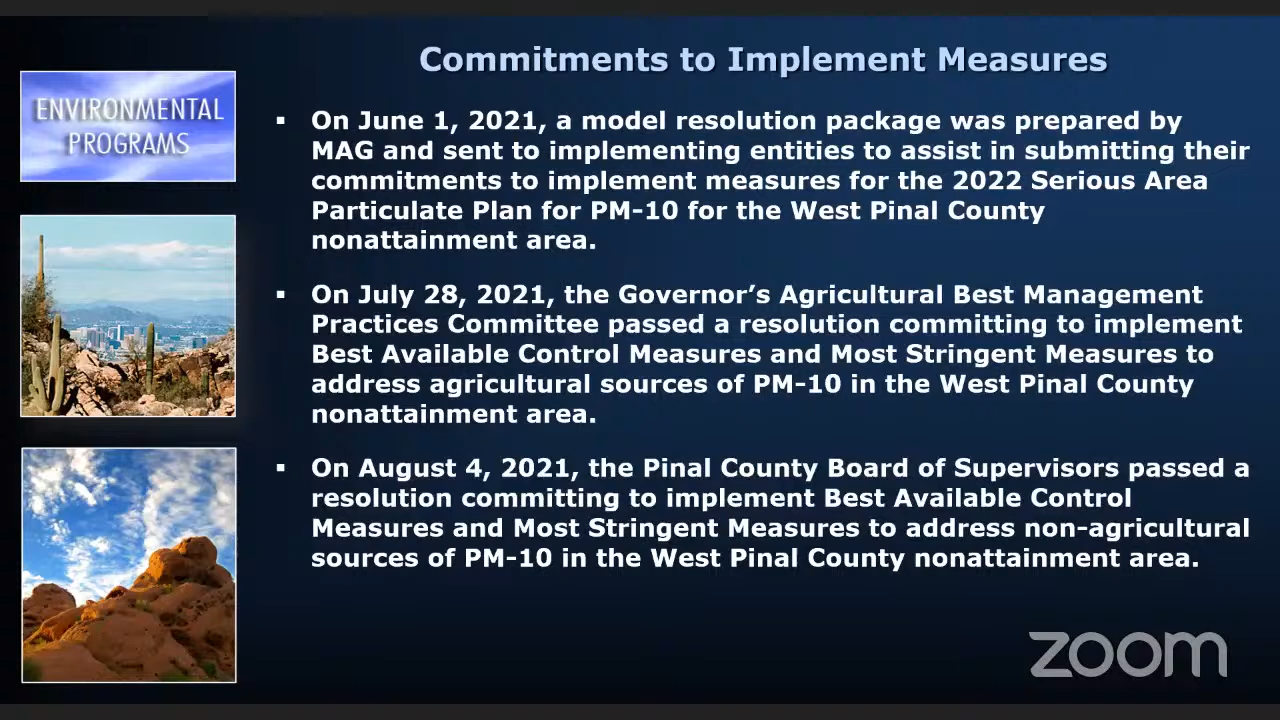 Commitments to Implement Measures
ENVIRONMENTAL
PROGRAMS
▪ On June 1, 2021, a model resolution package was prepared by
MAG and sent to implementing entities to assist in submitting their
commitments to implement measures for the 2022 Serious Area
Particulate Plan for PM-10 for the West Pinal County
nonattainment area.
▪ On July 28, 2021, the Governor’s Agricultural Best Management
Practices Committee passed a resolution committing to implement
Best Available Control Measures and Most Stringent Measures to
address agricultural sources of PM-10 in the West Pinal County
nonattainment area.
▪ On August 4, 2021, the Pinal County Board of Supervisors passed a
resolution committing to implement Best Available Control
Measures and Most Stringent Measures to address non-agricultural
sources of PM-10 in the West Pinal County nonattainment area.
zoom